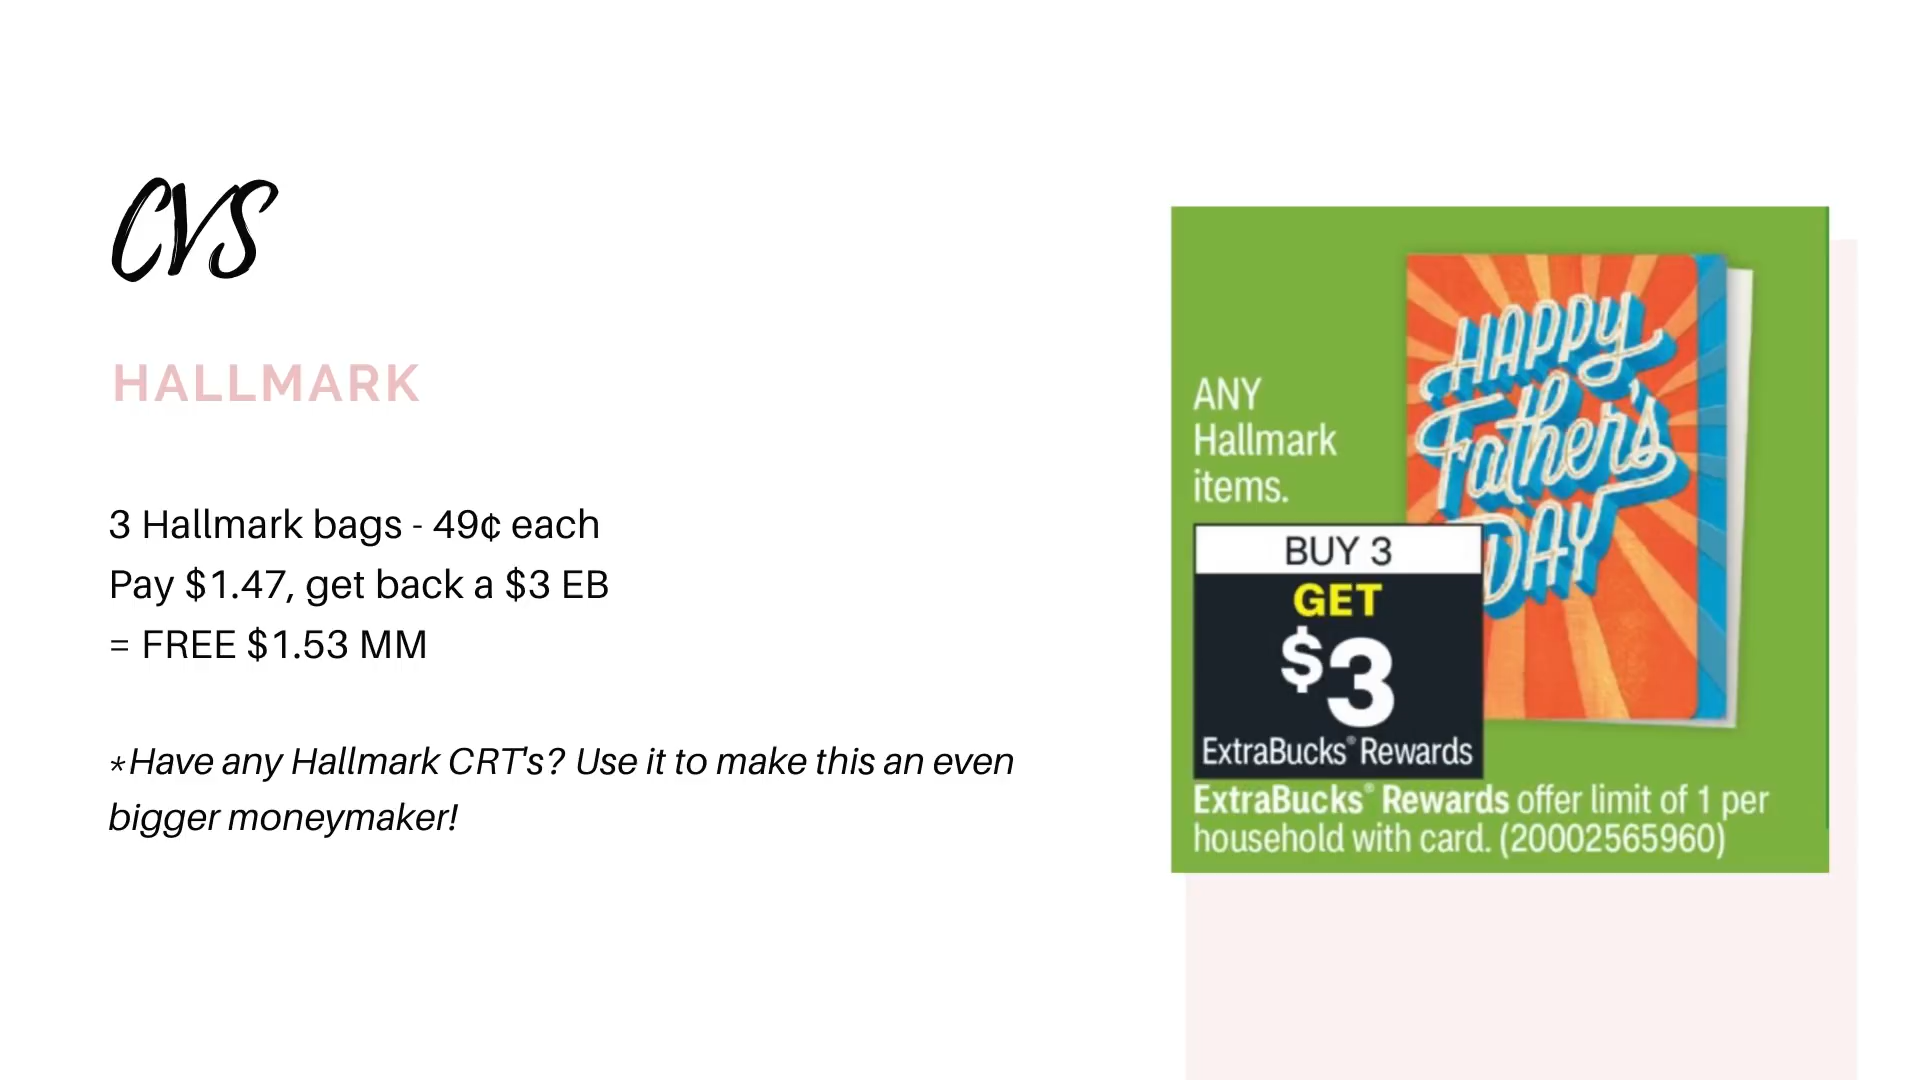 CVS
HALLMARK
3 Hallmark bags - 49¢ each
Pay $1.47, get back a $3 EB
= FREE $1.53 MM
*Have any Hallmark CRT's? Use it to make this an even
bigger moneymaker!
HAPPY
Father's
DAY
ANY
Hallmark
items.
BUY 3
GET
$3
ExtraBucks® Rewards
ExtraBucks® Rewards offer limit of 1 per
household with card. (20002565960)